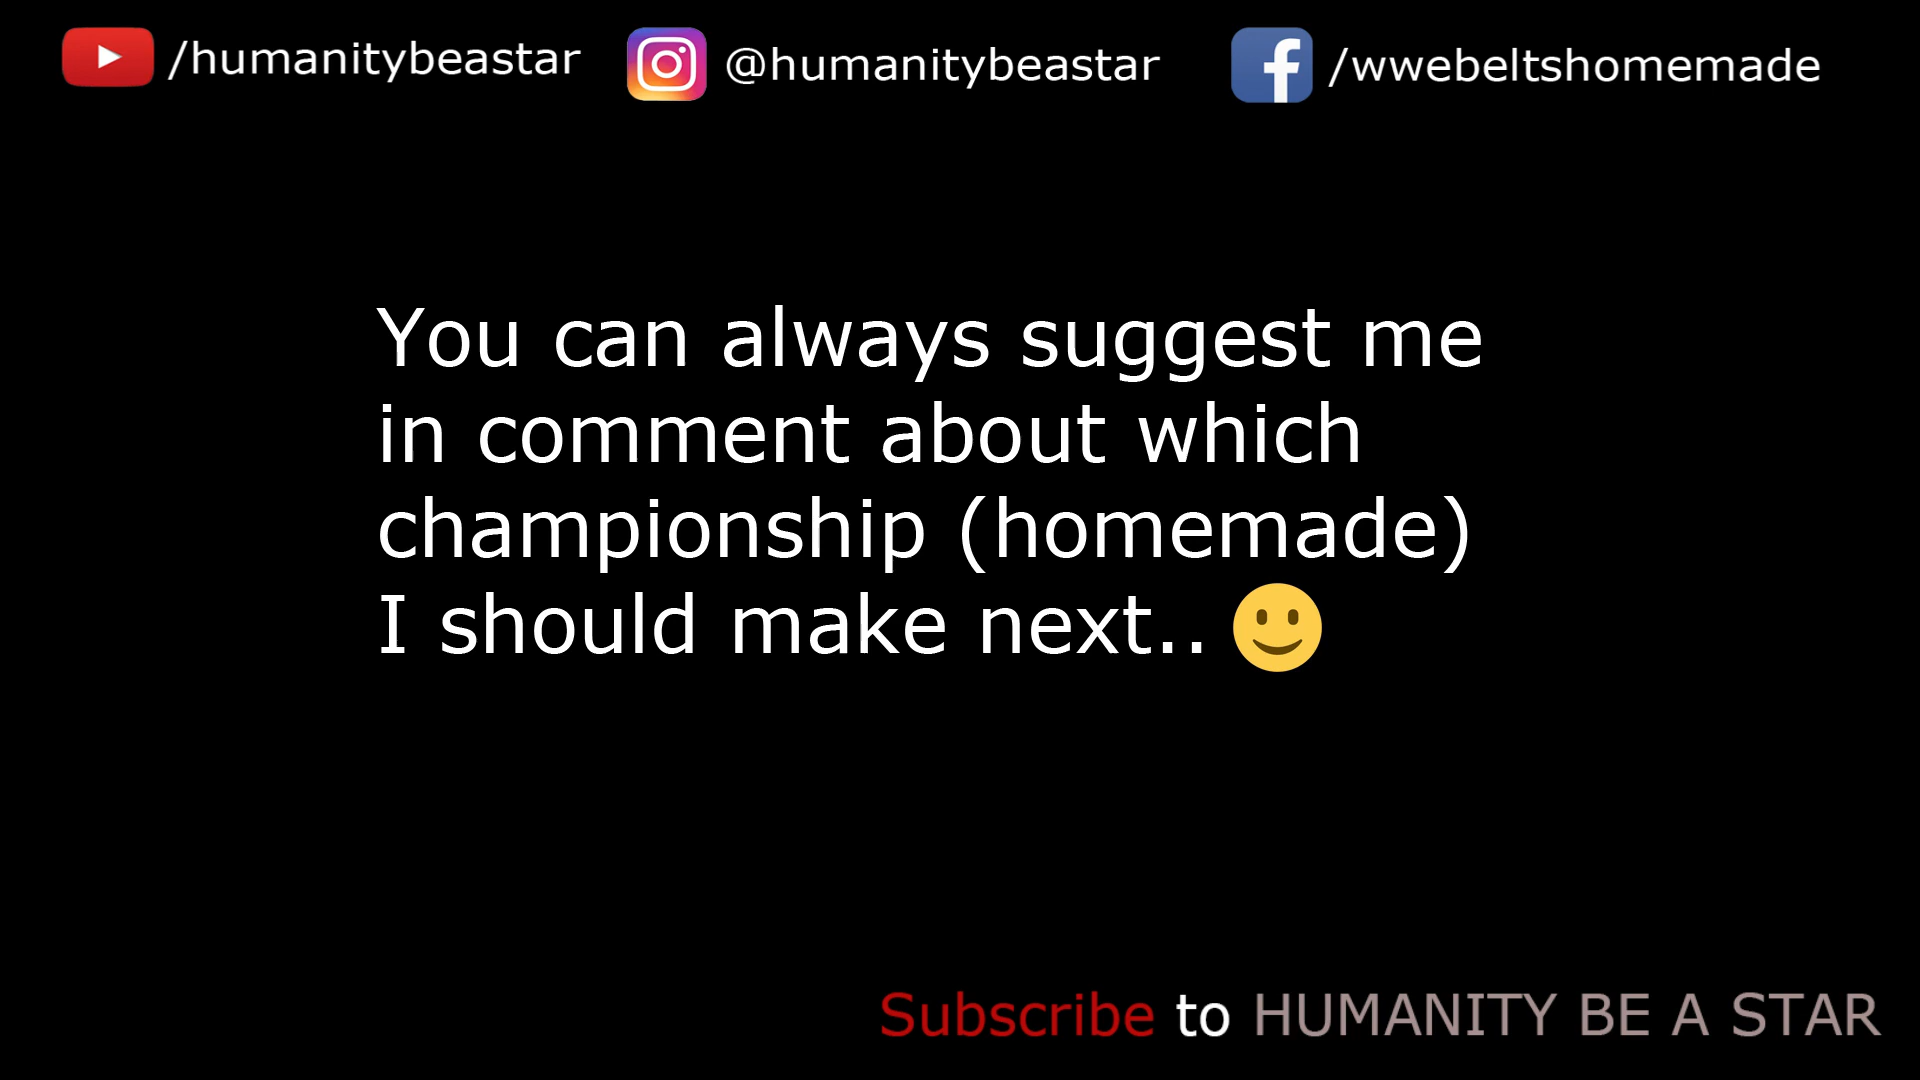 /humanitybeastar @humanitybeastar /wwebeltshomemade
You can always suggest me
in comment about which
championship (homemade)
I should make next..
Subscribe to HUMANITY BE A STAR